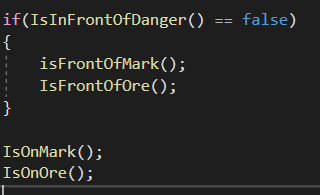 if(IsInFrontOfDanger() == false)
{
    isFrontOfMark();
    IsFrontOfOre();
}
IsOnMark();
IsOnOre();